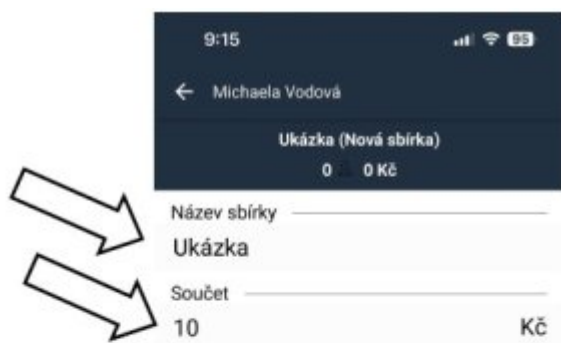 9:15 95
← Michaela Vodová
Ukázka (Nová sbírka)
0 0 Kč
Název sbírky
Ukázka
Součet
10 Kč